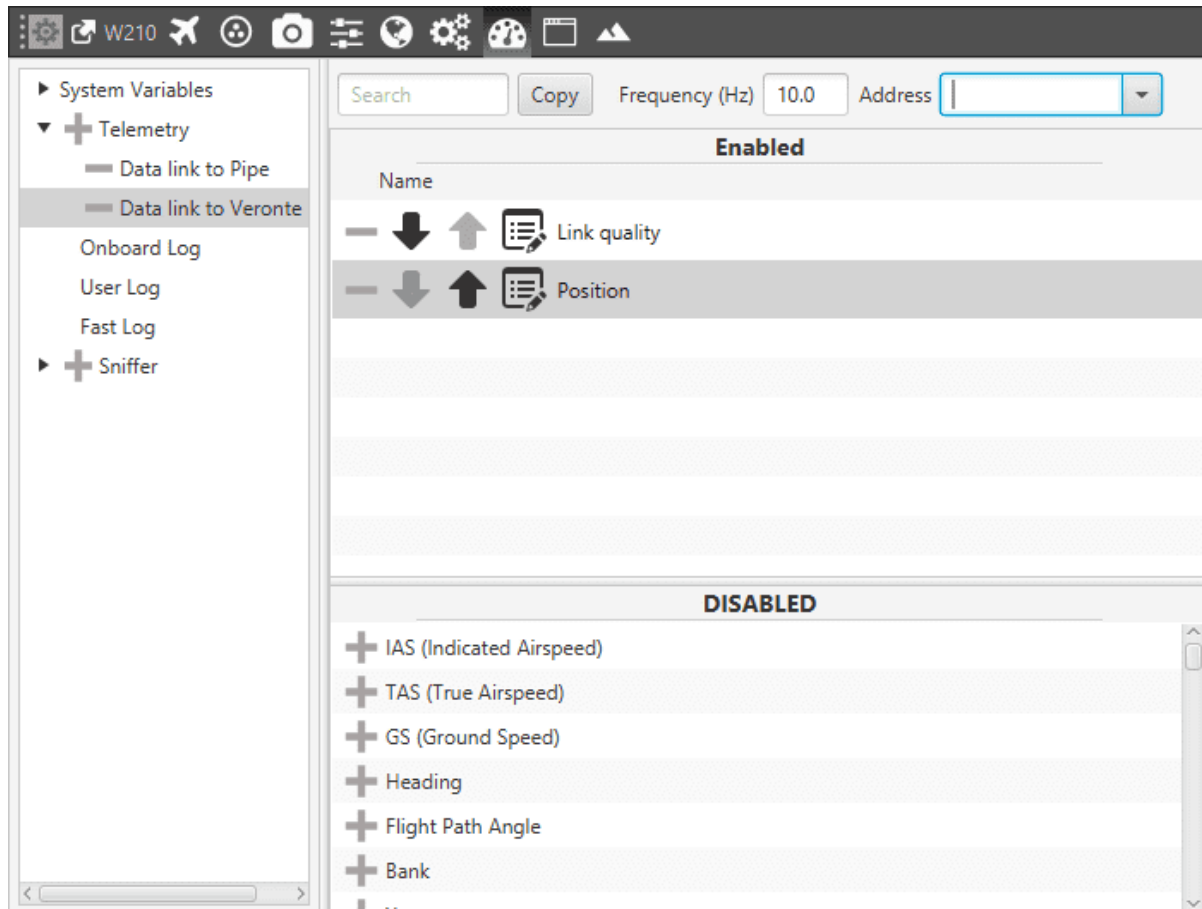 W210
System Variables
Telemetry
Data link to Pipe
Data link to Veronte
Onboard Log
User Log
Fast Log
Sniffer
Search Copy Frequency (Hz) 10.0 Address
Enabled
Name
Link quality
Position
DISABLED
IAS (Indicated Airspeed)
TAS (True Airspeed)
GS (Ground Speed)
Heading
Flight Path Angle
Bank